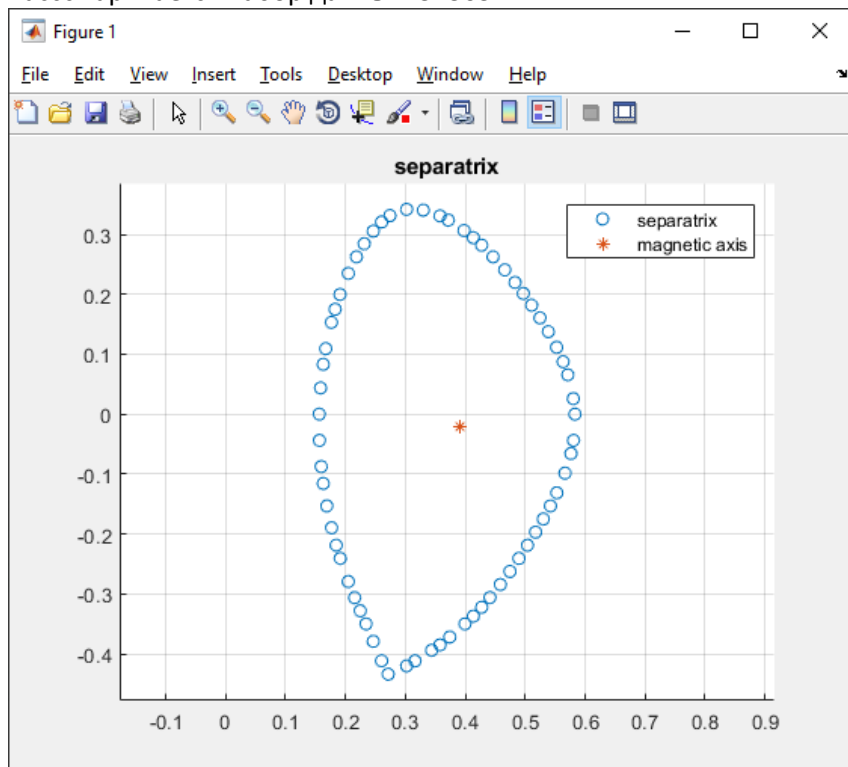 Figure 1
File Edit View Insert Tools Desktop Window Help
separatrix
separatrix
magnetic axis
0.3
0.2
0.1
0
-0.1
-0.2
-0.3
-0.4
-0.1 0 0.1 0.2 0.3 0.4 0.5 0.6 0.7 0.8 0.9